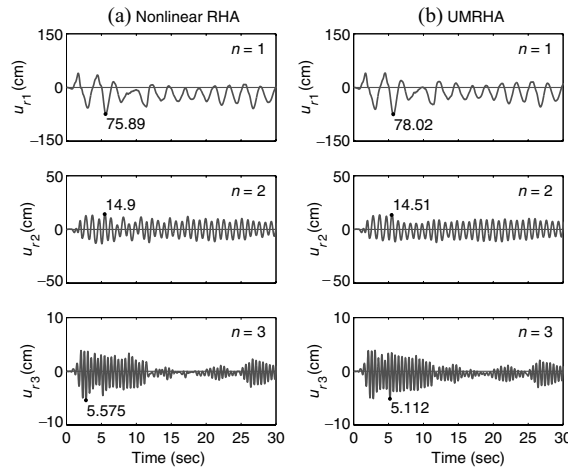 (a) Nonlinear RHA
(b) UMRHA
150
0
−150
u_r1 (cm)
n = 1
75.89
150
0
−150
u_r1 (cm)
n = 1
78.02
50
0
−50
u_r2 (cm)
n = 2
14.9
50
0
−50
u_r2 (cm)
n = 2
14.51
10
0
−10
u_r3 (cm)
n = 3
5.575
0 5 10 15 20 25 30
Time (sec)
10
0
−10
u_r3 (cm)
n = 3
5.112
0 5 10 15 20 25 30
Time (sec)